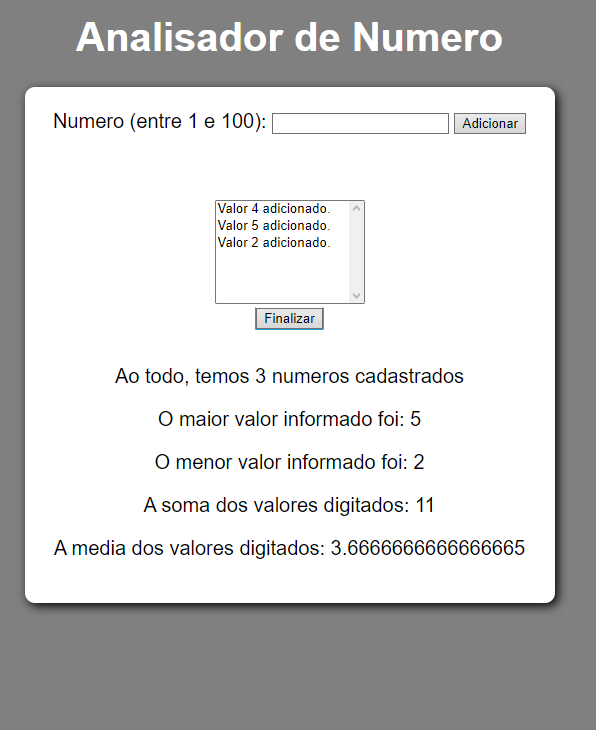 Analisador de Numero
Numero (entre 1 e 100): Adicionar
Valor 4 adicionado.
Valor 5 adicionado.
Valor 2 adicionado.
Finalizar
Ao todo, temos 3 numeros cadastrados
O maior valor informado foi: 5
O menor valor informado foi: 2
A soma dos valores digitados: 11
A media dos valores digitados: 3.6666666666666665